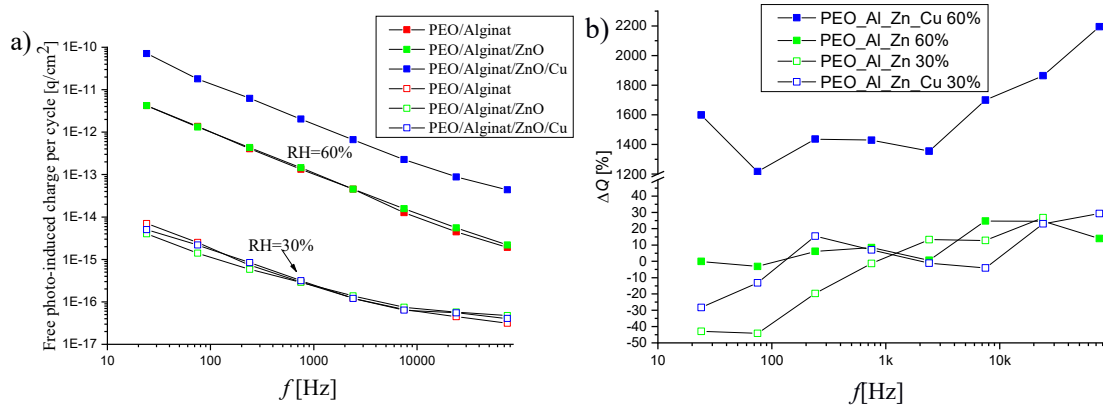 a)
Free photo-induced charge per cycle [q/cm²]
1E-10
1E-11
1E-12
1E-13
1E-14
1E-15
1E-16
1E-17
PEO/Alginat
PEO/Alginat/ZnO
PEO/Alginat/ZnO/Cu
PEO/Alginat
PEO/Alginat/ZnO
PEO/Alginat/ZnO/Cu
RH=60%
RH=30%
10 100 1000 10000
f [Hz]
b)
ΔQ [%]
2200
2000
1800
1600
1400
1200
50
40
30
20
10
0
-10
-20
-30
-40
-50
PEO_Al_Zn_Cu 60%
PEO_Al_Zn 60%
PEO_Al_Zn 30%
PEO_Al_Zn_Cu 30%
10 100 1k 10k
f[Hz]